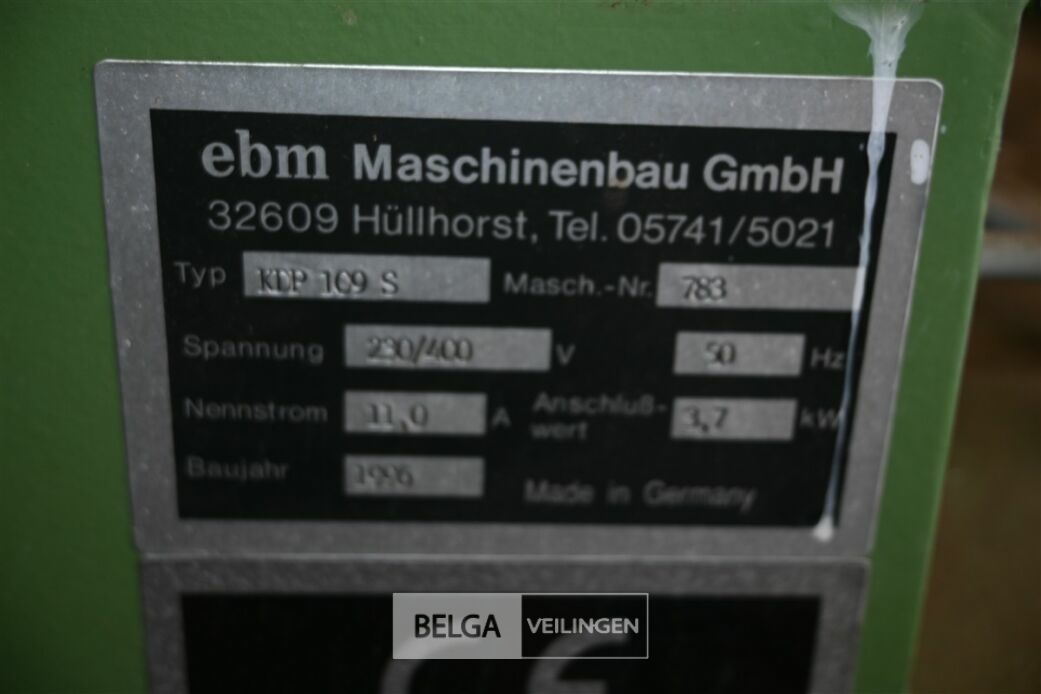 ebm Maschinenbau GmbH
32609 Hüllhorst, Tel. 05741/5021
Typ KDP 109 S Masch.-Nr. 783
Spannung 230/400 V 50 Hz
Nennstrom 11,0 A Anschluß-
wert 3,7 kW
Baujahr 1996 Made in Germany
CE
BELGA VEILINGEN